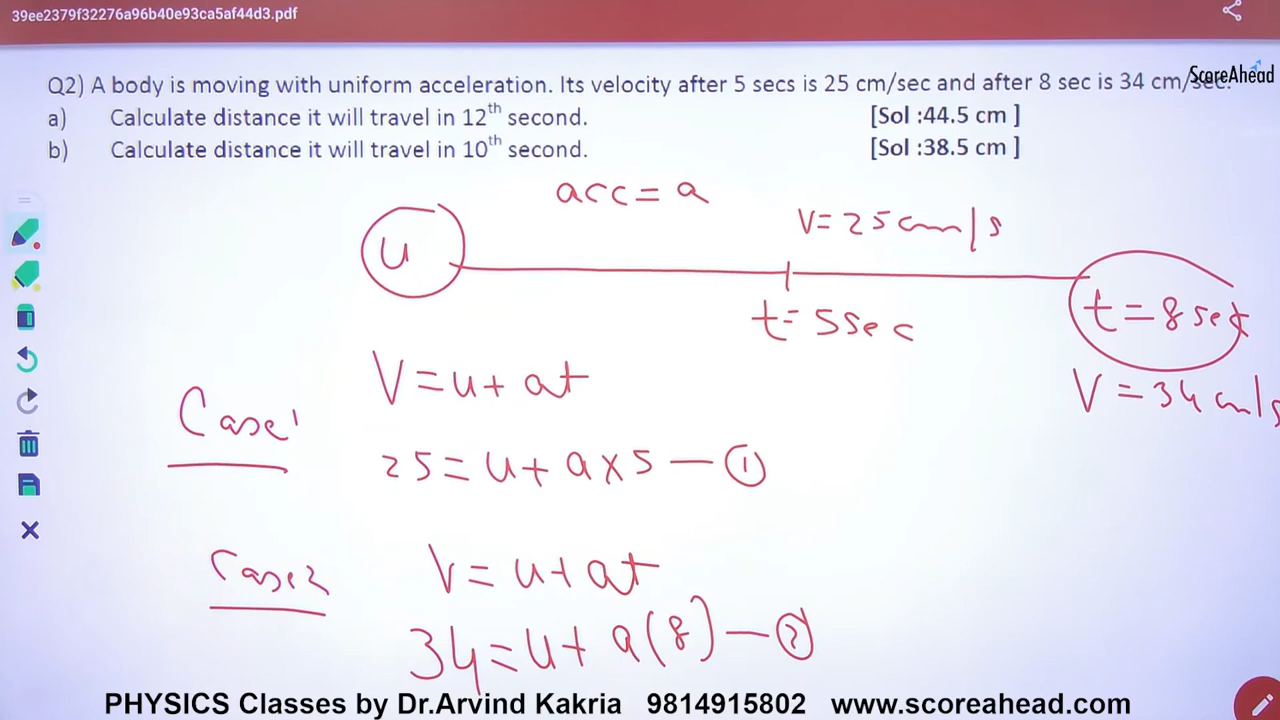 39ee2379f32276a96b40e93ca5af44d3.pdf
ScoreAhead
Q2) A body is moving with uniform acceleration. Its velocity after 5 secs is 25 cm/sec and after 8 sec is 34 cm/sec.
a) Calculate distance it will travel in 12th second. [Sol :44.5 cm ]
b) Calculate distance it will travel in 10th second. [Sol :38.5 cm ]
acc = a
u
V = 25 cm/s
t = 5 sec
t = 8 sec
V = 34 cm/s
V = u + at
Case 1
25 = u + a x 5 — ①
Case 2
V = u + at
34 = u + a(8) — ②
PHYSICS Classes by Dr.Arvind Kakria 9814915802 www.scoreahead.com